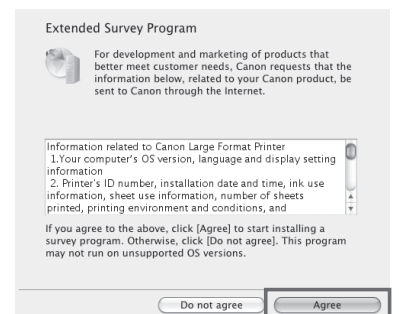 Extended Survey Program
For development and marketing of products that
better meet customer needs, Canon requests that the
information below, related to your Canon product, be
sent to Canon through the Internet.
Information related to Canon Large Format Printer
1.Your computer's OS version, language and display setting
information
2. Printer's ID number, installation date and time, ink use
information, sheet use information, number of sheets
printed, printing environment and conditions, and
If you agree to the above, click [Agree] to start installing a
survey program. Otherwise, click [Do not agree]. This program
may not run on unsupported OS versions.
Do not agree
Agree